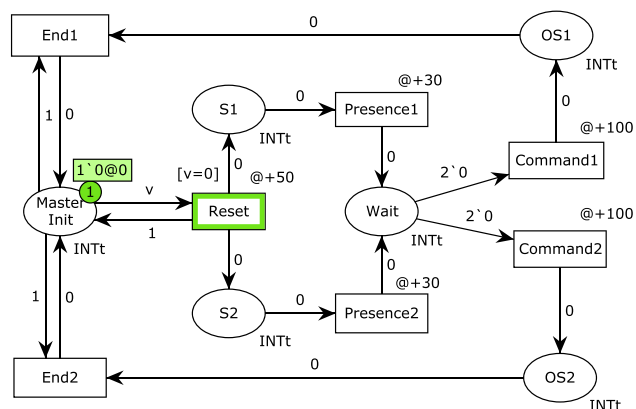 End1
0
OS1
INTt
1
0
S1
0
@+30
Presence1
0
@+100
INTt
1`0@0
1
[v=0]
0
@+50
0
2`0
Command1
v
Master
Init
Reset
Wait
1
INTt
INTt
2`0
@+100
Command2
0
0
@+30
1
0
S2
0
Presence2
0
INTt
End2
0
OS2
INTt